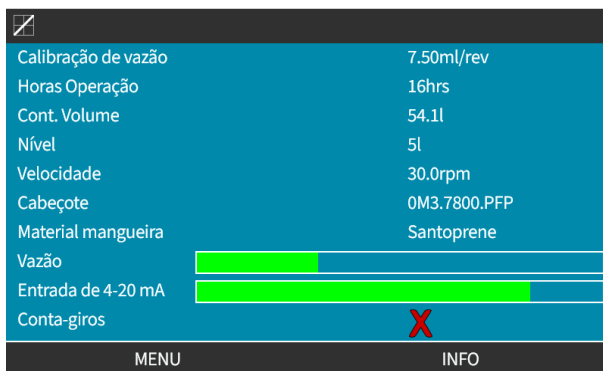 Calibração de vazão 7.50ml/rev
Horas Operação 16hrs
Cont. Volume 54.1l
Nível 5l
Velocidade 30.0rpm
Cabeçote 0M3.7800.PFP
Material mangueira Santoprene
Vazão
Entrada de 4-20 mA
Conta-giros X
MENU INFO